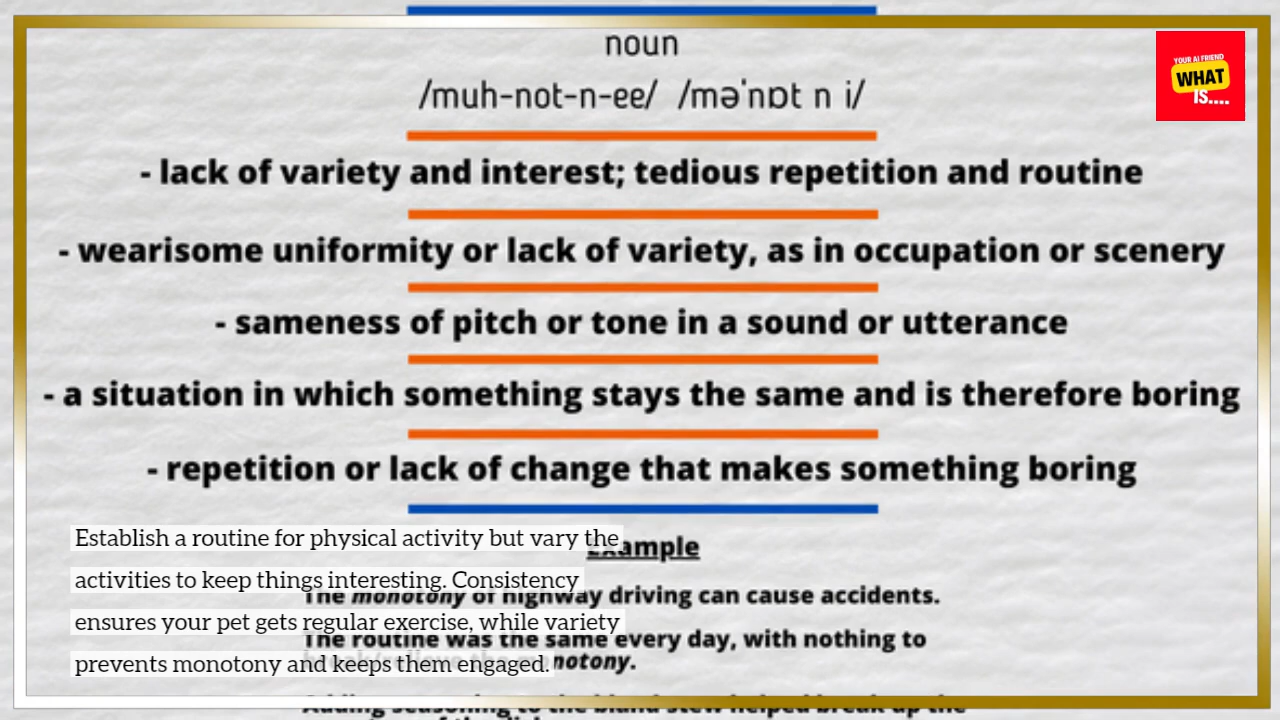 noun
/muh-not-n-ee/ /məˈnɒt n i/
YOUR AI FRIEND
WHAT
IS....
- lack of variety and interest; tedious repetition and routine
- wearisome uniformity or lack of variety, as in occupation or scenery
- sameness of pitch or tone in a sound or utterance
- a situation in which something stays the same and is therefore boring
- repetition or lack of change that makes something boring
Establish a routine for physical activity but vary the
activities to keep things interesting. Consistency
ensures your pet gets regular exercise, while variety
prevents monotony and keeps them engaged.
Example
The monotony of highway driving can cause accidents.
The routine was the same every day, with nothing to
monotony.